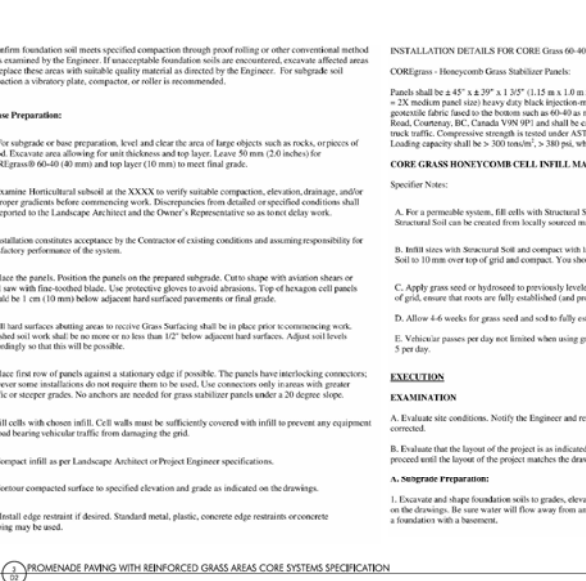 nfirm foundation soil meets specified compaction through proof rolling or other conventional method
s examined by the Engineer. If unacceptable foundation soils are encountered, excavate affected areas
eplace these areas with suitable quality material as directed by the Engineer. For subgrade soil
action a vibratory plate, compactor, or roller is recommended.
se Preparation:
or subgrade or base preparation, level and clear the area of large objects such as rocks, or pieces of
d. Excavate area allowing for unit thickness and top layer. Leave 50 mm (2.0 inches) for
REgrass® 60-40 (40 mm) and top layer (10 mm) to meet final grade.
xamine Horticultural subsoil at the XXXX to verify suitable compaction, elevation, drainage, and/or
roper gradients before commencing work. Discrepancies from detailed or specified conditions shall
eported to the Landscape Architect and the Owner's Representative so as to not delay work.
stallation constitutes acceptance by the Contractor of existing conditions and assuming responsibility for
factory performance of the system.
lace the panels. Position the panels on the prepared subgrade. Cut to shape with aviation shears or
l saw with fine-toothed blade. Use protective gloves to avoid abrasions. Top of hexagon cell panels
uld be 1 cm (10 mm) below adjacent hard surfaced pavements or final grade.
ll hard surfaces abutting areas to receive Grass Surfacing shall be in place prior to commencing work.
shed soil work shall be no more or no less than 1/2" below adjacent hard surfaces. Adjust soil levels
rdingly so that this will be possible.
lace first row of panels against a stationary edge if possible. The panels have interlocking connectors;
ever some installations do not require them to be used. Use connectors only in areas with greater
fic or steeper grades. No anchors are needed for grass stabilizer panels under a 20 degree slope.
ill cells with chosen infill. Cell walls must be sufficiently covered with infill to prevent any equipment
oad bearing vehicular traffic from damaging the grid.
ompact infill as per Landscape Architect or Project Engineer specifications.
ontour compacted surface to specified elevation and grade as indicated on the drawings.
Install edge restraint if desired. Standard metal, plastic, concrete edge restraints or concrete
ing may be used.
INSTALLATION DETAILS FOR CORE Grass 60-40
COREgrass - Honeycomb Grass Stabilizer Panels:
Panels shall be ± 45" x ± 39" x 1 3/5" (1.15 m x 1.0 m
= 2X medium panel size) heavy duty black injection-m
geotextile fabric fused to the bottom such as 60-40 as m
Road, Courtenay, BC, Canada V9N 9P1 and shall be c
truck traffic. Compressive strength is tested under AST
Loading capacity shall be > 300 tons/m², > 380 psi, wh
CORE GRASS HONEYCOMB CELL INFILL MA
Specifier Notes:
A. For a permeable system, fill cells with Structural S
Structural Soil can be created from locally sourced m
B. Infill sizes with Structural Soil and compact with l
Soil to 10 mm over top of grid and compact. You sho
C. Apply grass seed or hydroseed to previously levele
of grid, ensure that roots are fully established (and pr
D. Allow 4-6 weeks for grass seed and sod to fully es
E. Vehicular passes per day not limited when using gr
5 per day.
EXECUTION
EXAMINATION
A. Evaluate site conditions. Notify the Engineer and re
corrected.
B. Evaluate that the layout of the project is as indicated
proceed until the layout of the project matches the draw
A. Subgrade Preparation:
1. Excavate and shape foundation soils to grades, eleva
on the drawings. Be sure water will flow away from an
a foundation with a basement.
3
D2
PROMENADE PAVING WITH REINFORCED GRASS AREAS CORE SYSTEMS SPECIFICATION